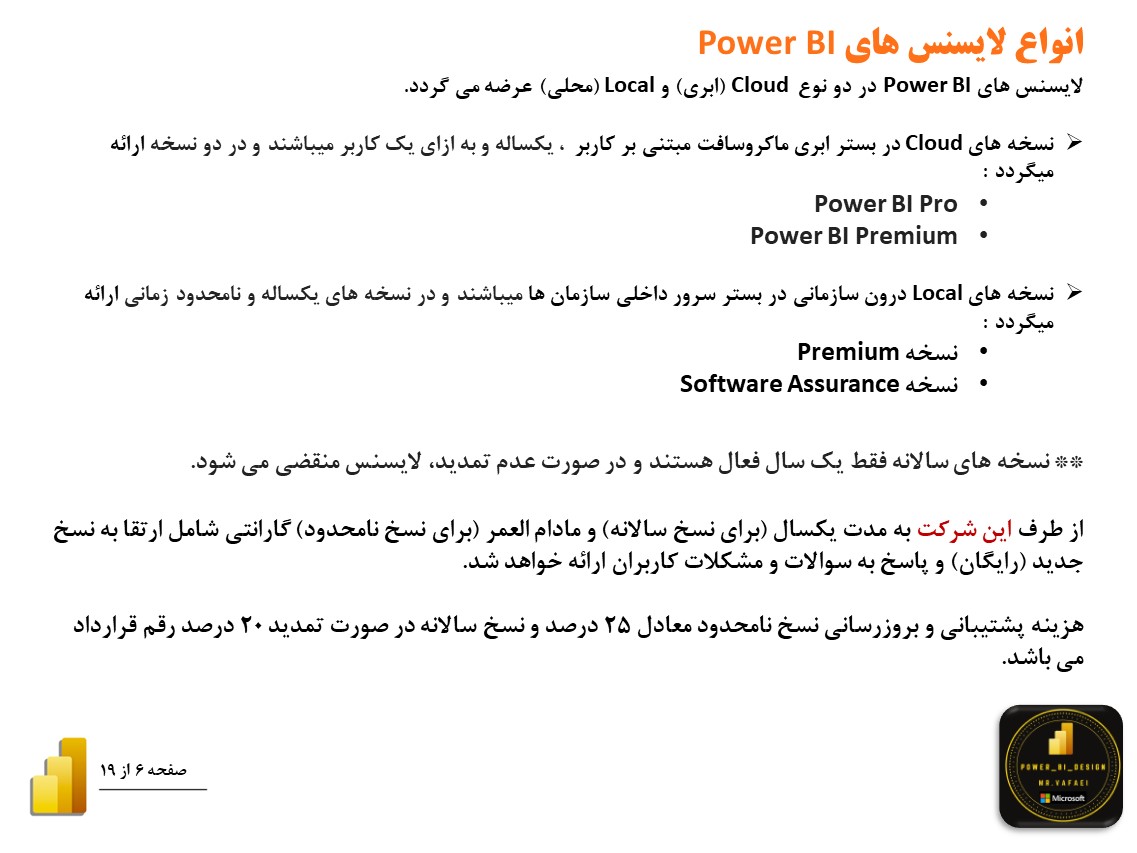 انواع لایسنس های Power BI
لایسنس های Power BI در دو نوع Cloud (ابری) و Local (محلی) عرضه می گردد.
➢ نسخه های Cloud در بستر ابری ماکروسافت مبتنی بر کاربر ، یکساله و به ازای یک کاربر میباشند و در دو نسخه ارائه
میگردد :
• Power BI Pro
• Power BI Premium
➢ نسخه های Local درون سازمانی در بستر سرور داخلی سازمان ها میباشند و در نسخه های یکساله و نامحدود زمانی ارائه
میگردد :
• نسخه Premium
• نسخه Software Assurance
** نسخه های سالانه فقط یک سال فعال هستند و در صورت عدم تمدید، لایسنس منقضی می شود.
از طرف این شرکت به مدت یکسال (برای نسخ سالانه) و مادام العمر (برای نسخ نامحدود) گارانتی شامل ارتقا به نسخ
جدید (رایگان) و پاسخ به سوالات و مشکلات کاربران ارائه خواهد شد.
هزینه پشتیبانی و بروزرسانی نسخ نامحدود معادل ۲۵ درصد و نسخ سالانه در صورت تمدید ۲۰ درصد رقم قرارداد
می باشد.
صفحه ۶ از ۱۹
POWER_BI_DESIGN
MR.VAFAEI
Microsoft